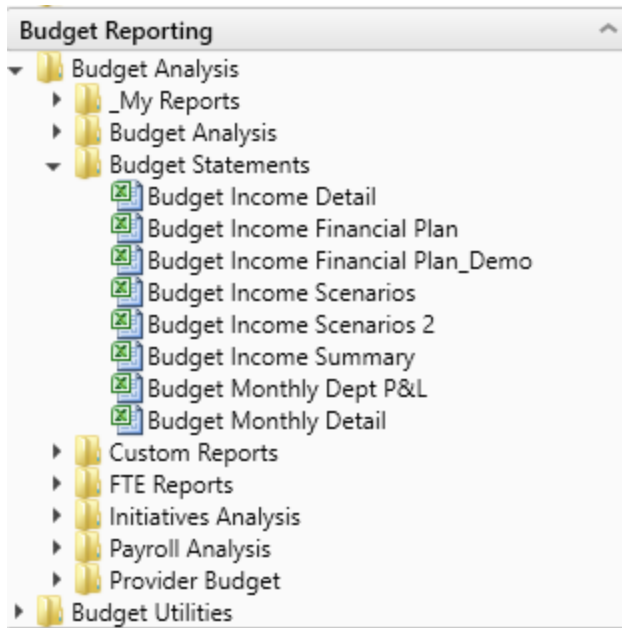 Budget Reporting
Budget Analysis
_My Reports
Budget Analysis
Budget Statements
Budget Income Detail
Budget Income Financial Plan
Budget Income Financial Plan_Demo
Budget Income Scenarios
Budget Income Scenarios 2
Budget Income Summary
Budget Monthly Dept P&L
Budget Monthly Detail
Custom Reports
FTE Reports
Initiatives Analysis
Payroll Analysis
Provider Budget
Budget Utilities